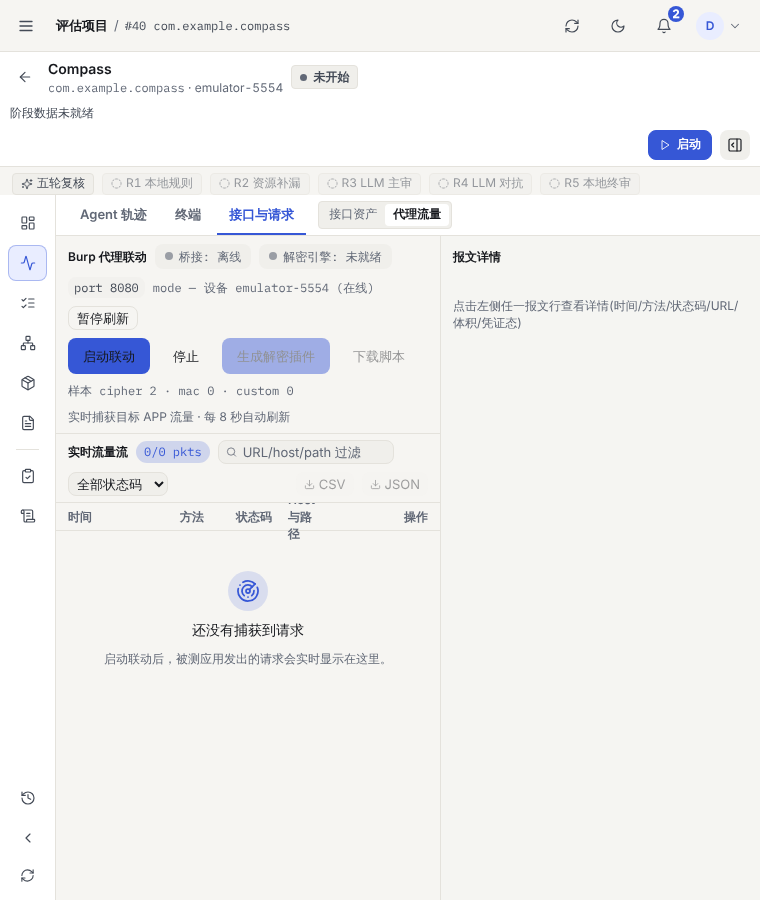 评估项目 / #40 com.example.compass
2
D
Compass
com.example.compass · emulator-5554
未开始
阶段数据未就绪
启动
五轮复核
R1 本地规则
R2 资源补漏
R3 LLM 主审
R4 LLM 对抗
R5 本地终审
Agent 轨迹
终端
接口与请求
接口资产
代理流量
Burp 代理联动
桥接: 离线
解密引擎: 未就绪
port 8080 mode — 设备 emulator-5554 (在线)
暂停刷新
启动联动
停止
生成解密插件
下载脚本
样本 cipher 2 · mac 0 · custom 0
实时捕获目标 APP 流量 · 每 8 秒自动刷新
实时流量流
0/0 pkts
URL/host/path 过滤
全部状态码
CSV
JSON
时间
方法
状态码
与路
径
操作
还没有捕获到请求
启动联动后，被测应用发出的请求会实时显示在这里。
报文详情
点击左侧任一报文行查看详情(时间/方法/状态码/URL/
体积/凭证态)